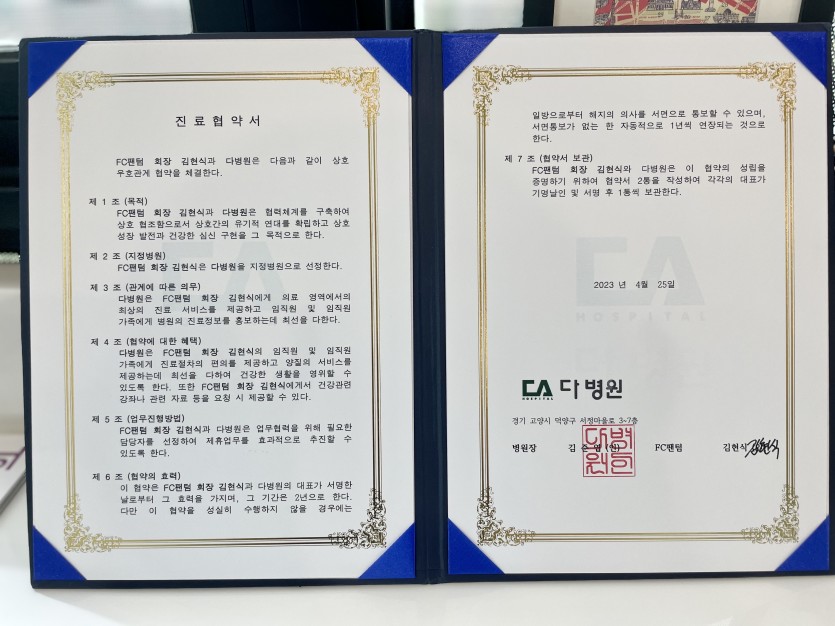 진료협약서
FC팬텀 회장 김현식과 다병원은 다음과 같이 상호
우호관게 협약을 체결한다.
제 1 조 (목적)
FC팬텀 회장 김현식과 다병원은 협력체계를 구축하여
상호 협조함으로서 상호간의 유기적 연대를 확립하고 상호
성장 발전과 건강한 심신 구현을 그 목적으로 한다.
제 2 조 (지정병원)
FC팬텀 회장 김현식은 다병원을 지정병원으로 선정한다.
제 3 조 (관계에 따른 의무)
다병원은 FC팬텀 회장 김현식에게 의료 영역에서의
최상의 진료 서비스를 제공하고 임직원 및 임직원
가족에게 병원의 진료정보를 홍보하는데 최선을 다한다.
제 4 조 (협약에 대한 혜택)
다병원은 FC팬텀 회장 김현식의 임직원 및 임직원
가족에게 진료절차의 편의를 제공하고 양질의 서비스를
제공하는데 최선을 다하여 건강한 생활을 영위할 수
있도록 한다. 또한 FC팬텀 회장 김현식에게서 건강관련
강좌나 관련 자료 등을 요청 시 제공할 수 있다.
제 5 조 (업무진행방법)
FC팬텀 회장 김현식과 다병원은 업무협력을 위해 필요한
담당자를 선정하여 제휴업무를 효과적으로 추진할 수
있도록 한다.
제 6 조 (협약의 효력)
이 협약은 FC팬텀 회장 김현식과 다병원의 대표가 서명한
날로부터 그 효력을 가지며, 그 기간은 2년으로 한다.
다만 이 협약을 성실히 수행하지 않을 경우에는
일방으로부터 해지의 의사를 서면으로 통보할 수 있으며,
서면통보가 없는 한 자동적으로 1년씩 연장되는 것으로
한다.
제 7 조 (협약서 보관)
FC팬텀 회장 김현식와 다병원은 이 협약의 성립을
증명하기 위하여 협약서 2통을 작성하여 각각의 대표가
기명날인 및 서명 후 1통씩 보관한다.
HOSPITAL
2023 년 4월 25일
HOSPITAL 다병원
경기 고양시 덕양구 서정마을로 3~7층
병원장 김 (인) FC팬텀 김현식 김현식
다병원